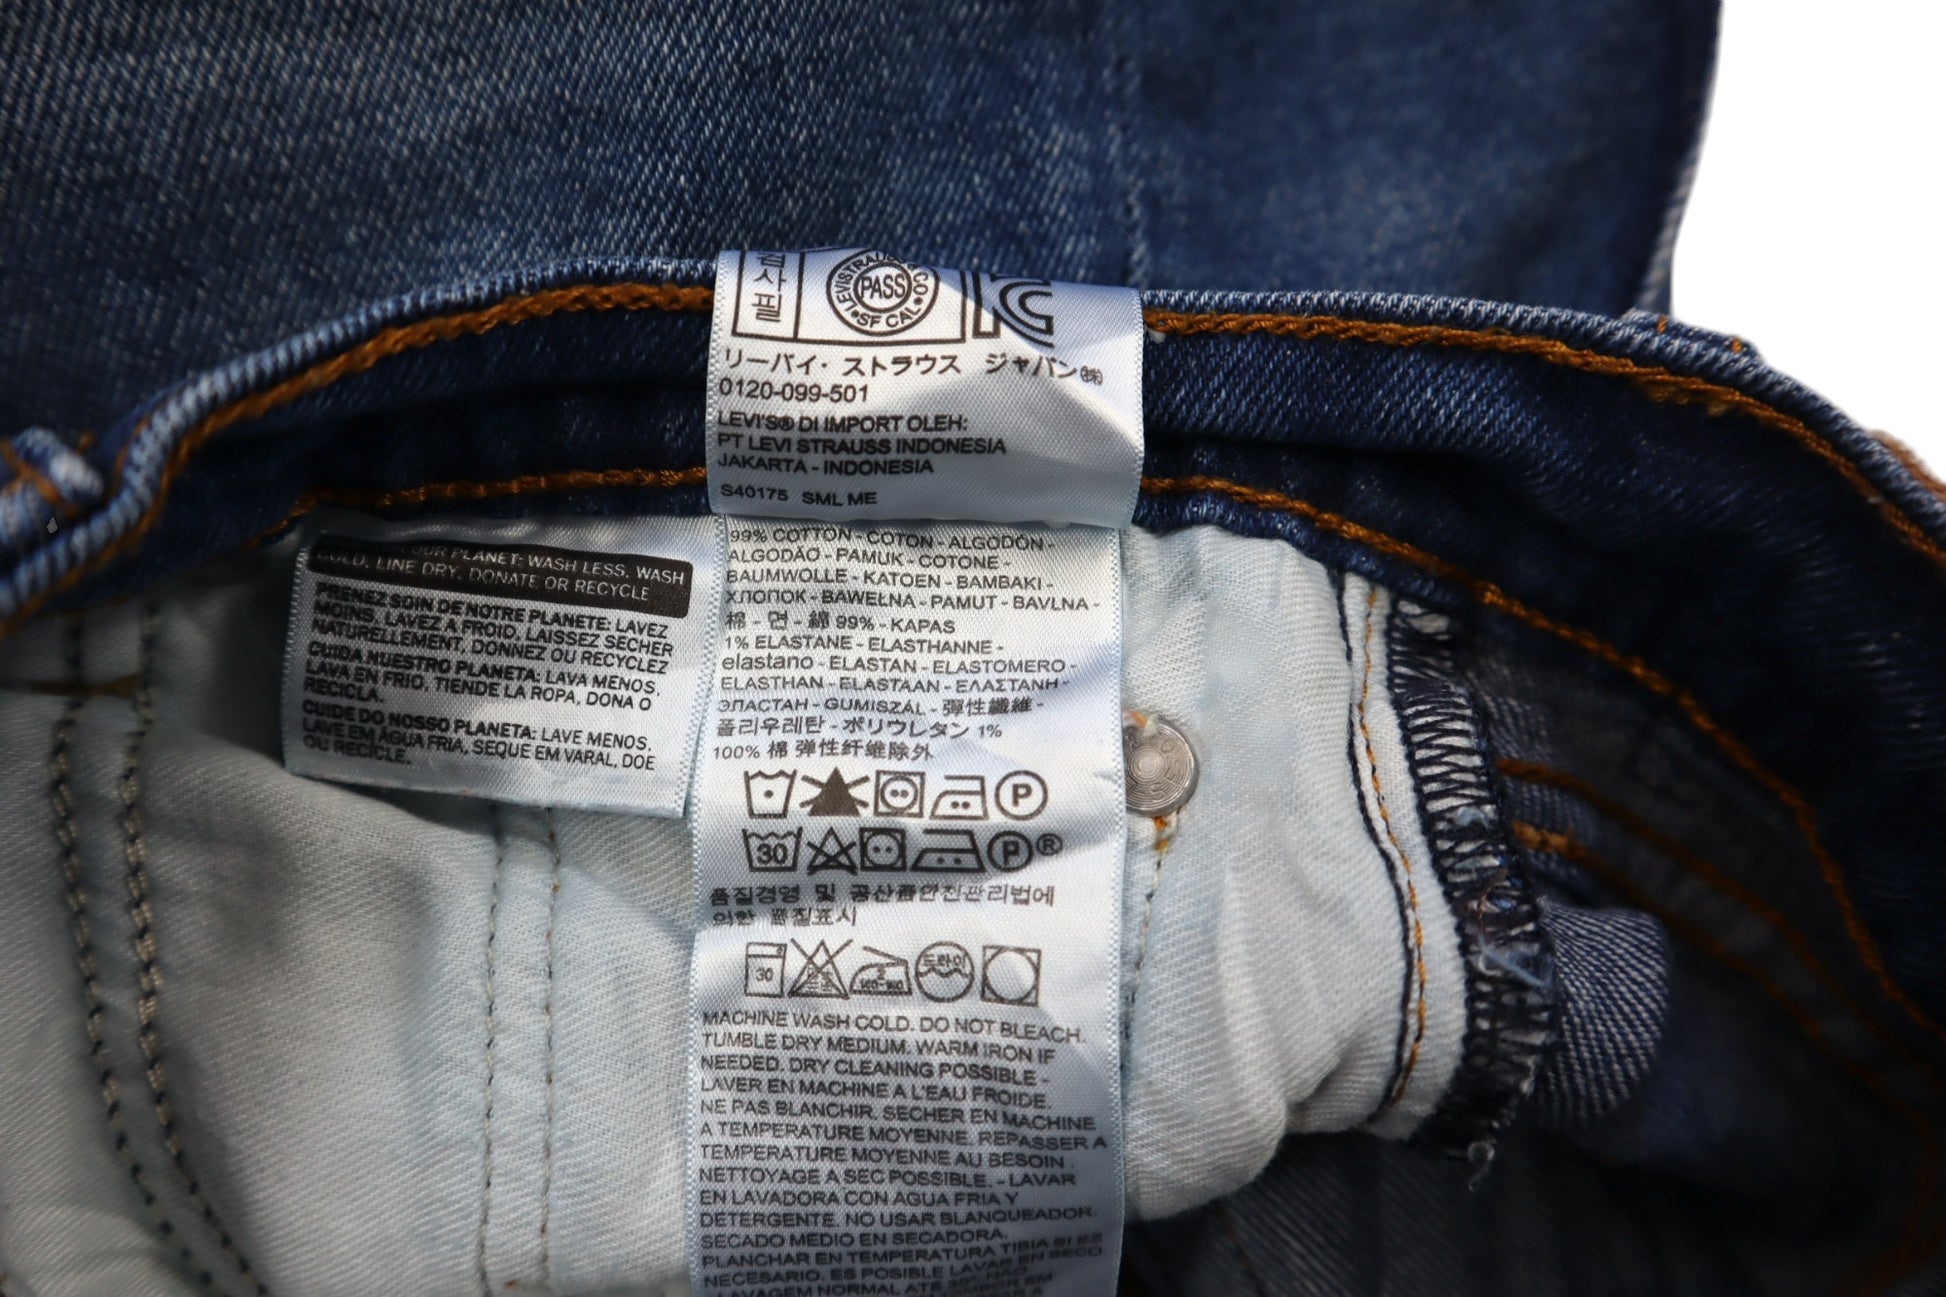 검사필
LEVI STRAUSS & CO
PASS
SF CAL
リーバイ・ストラウス ジャパン㈱
0120-099-501
LEVI'S® DI IMPORT OLEH:
PT LEVI STRAUSS INDONESIA
JAKARTA - INDONESIA
S40175 SML ME
OUR PLANET: WASH LESS, WASH
COLD, LINE DRY, DONATE OR RECYCLE
PRENEZ SOIN DE NOTRE PLANETE: LAVEZ
MOINS, LAVEZ A FROID, LAISSEZ SECHER
NATURELLEMENT, DONNEZ OU RECYCLEZ
CUIDA NUESTRO PLANETA: LAVA MENOS,
LAVA EN FRIO, TIENDE LA ROPA, DONA O
RECICLA.
CUIDE DO NOSSO PLANETA: LAVE MENOS,
LAVE EM ÁGUA FRIA, SEQUE EM VARAL, DOE
OU RECICLE.
99% COTTON - COTON - ALGODÓN -
ALGODÃO - PAMUK - COTONE -
BAUMWOLLE - KATOEN - BAMBAKI -
ХЛОПОК - BAWEŁNA - PAMUT - BAVLNA -
棉 - 면 - 綿 99% - KAPAS
1% ELASTANE - ELASTHANNE -
elastano - ELASTAN - ELASTOMERO -
ELASTHAN - ELASTAAN - ΕΛΑΣΤΑΝΗ -
ЭЛАСТАН - GUMISZÁL - 弾性繊維 -
폴리우레탄 - ポリウレタン 1%
100% 棉 弹性纤维除外
P
30 P ®
품질경영 및 공산품안전관리법에
의한 품질표시
30 드라이
MACHINE WASH COLD. DO NOT BLEACH.
TUMBLE DRY MEDIUM. WARM IRON IF
NEEDED. DRY CLEANING POSSIBLE -
LAVER EN MACHINE A L'EAU FROIDE.
NE PAS BLANCHIR. SECHER EN MACHINE
A TEMPERATURE MOYENNE. REPASSER A
TEMPERATURE MOYENNE AU BESOIN.
NETTOYAGE A SEC POSSIBLE. - LAVAR
EN LAVADORA CON AGUA FRIA Y
DETERGENTE. NO USAR BLANQUEADOR.
SECADO MEDIO EN SECADORA.
PLANCHAR EN TEMPERATURA TIBIA SI ES
NECESARIO. ES POSIBLE LAVAR EN SECO
LAVAGEM NORMAL ATÉ 30°. NÃO